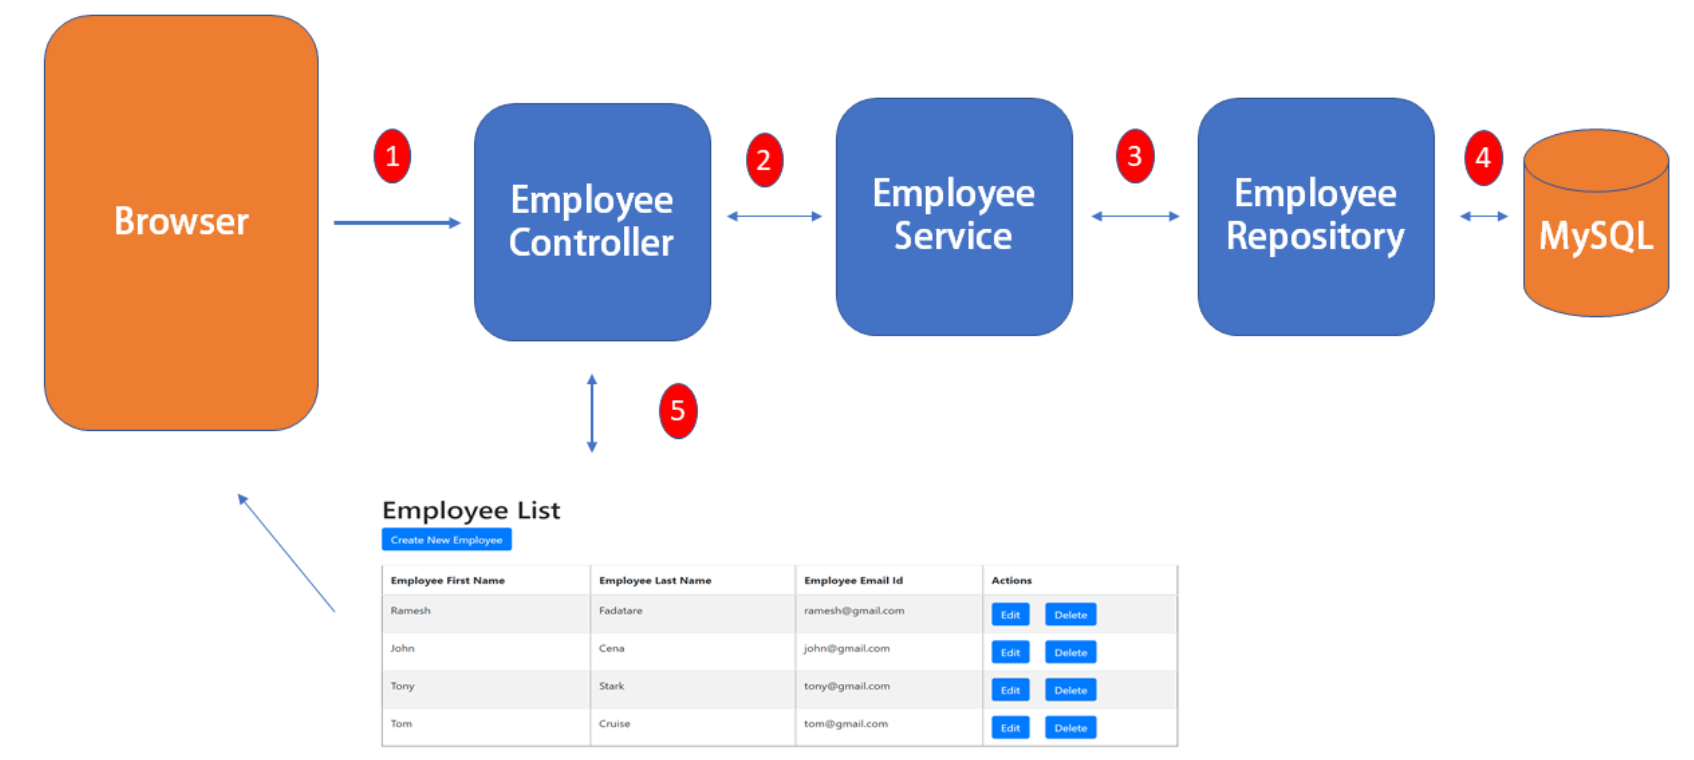 Browser
1
Employee
Controller
2
Employee
Service
3
Employee
Repository
4
MySQL
5
Employee List
Create New Employee
Employee First Name Employee Last Name Employee Email Id Actions
Ramesh Fadatare ramesh@gmail.com Edit Delete
John Cena john@gmail.com Edit Delete
Tony Stark tony@gmail.com Edit Delete
Tom Cruise tom@gmail.com Edit Delete